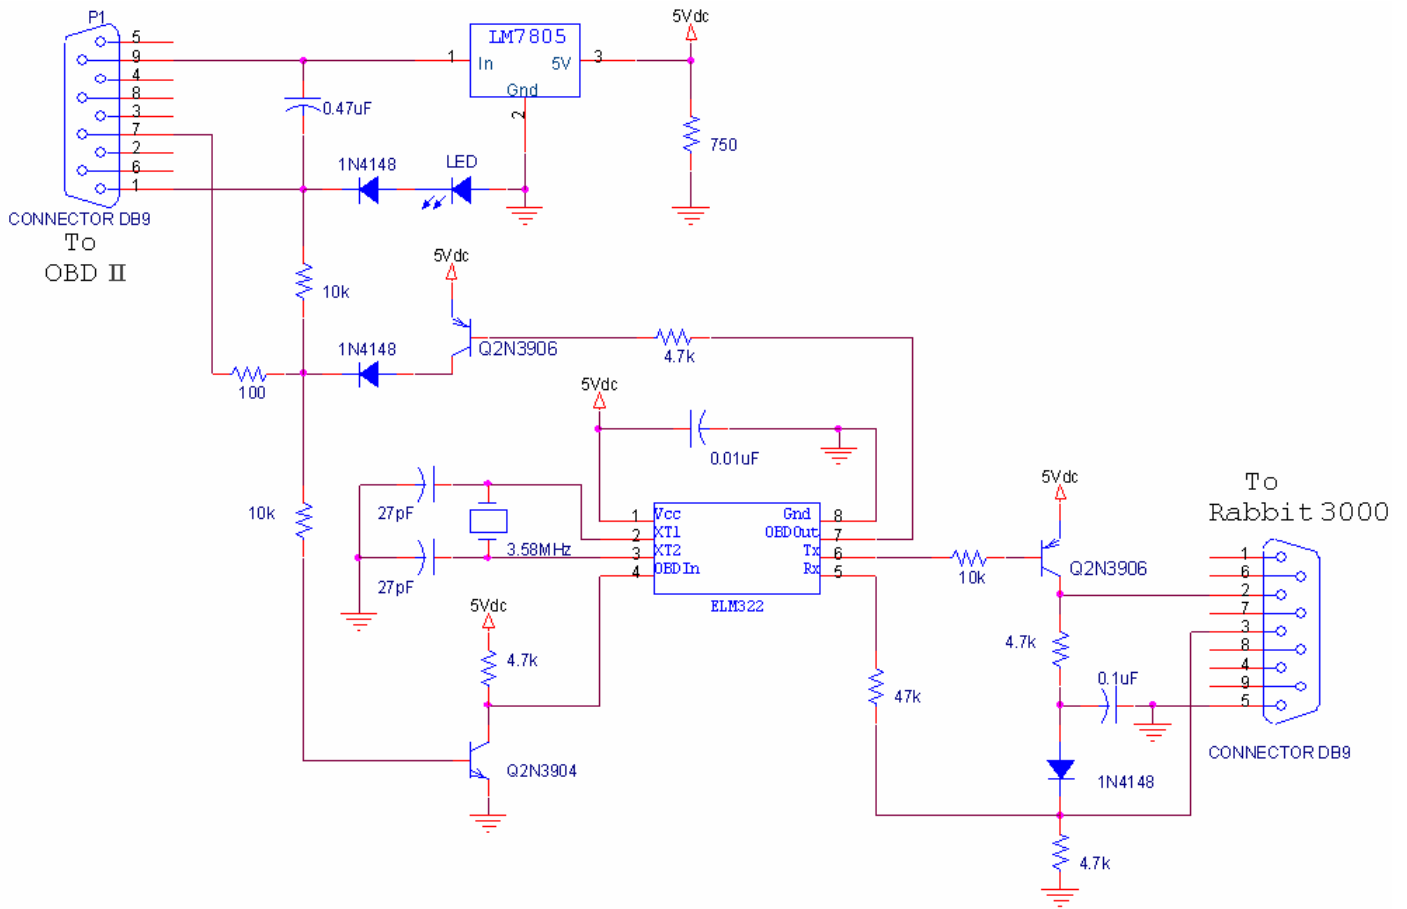 P1
5
9
4
8
3
7
2
6
1
CONNECTOR DB9
To
OBD II
0.47uF
1
LM7805
In
5V
Gnd
3
2
5Vdc
750
1N4148
LED
10k
5Vdc
1N4148
Q2N3906
4.7k
100
5Vdc
0.01uF
10k
27pF
27pF
3.58MHz
1
2
3
4
Vcc
XT1
XT2
OBDIn
Gnd
OBDOut
Tx
Rx
8
7
6
5
ELM322
5Vdc
4.7k
Q2N3904
47k
10k
5Vdc
Q2N3906
4.7k
0.1uF
1N4148
4.7k
To
Rabbit 3000
1
6
2
7
3
8
4
9
5
CONNECTOR DB9